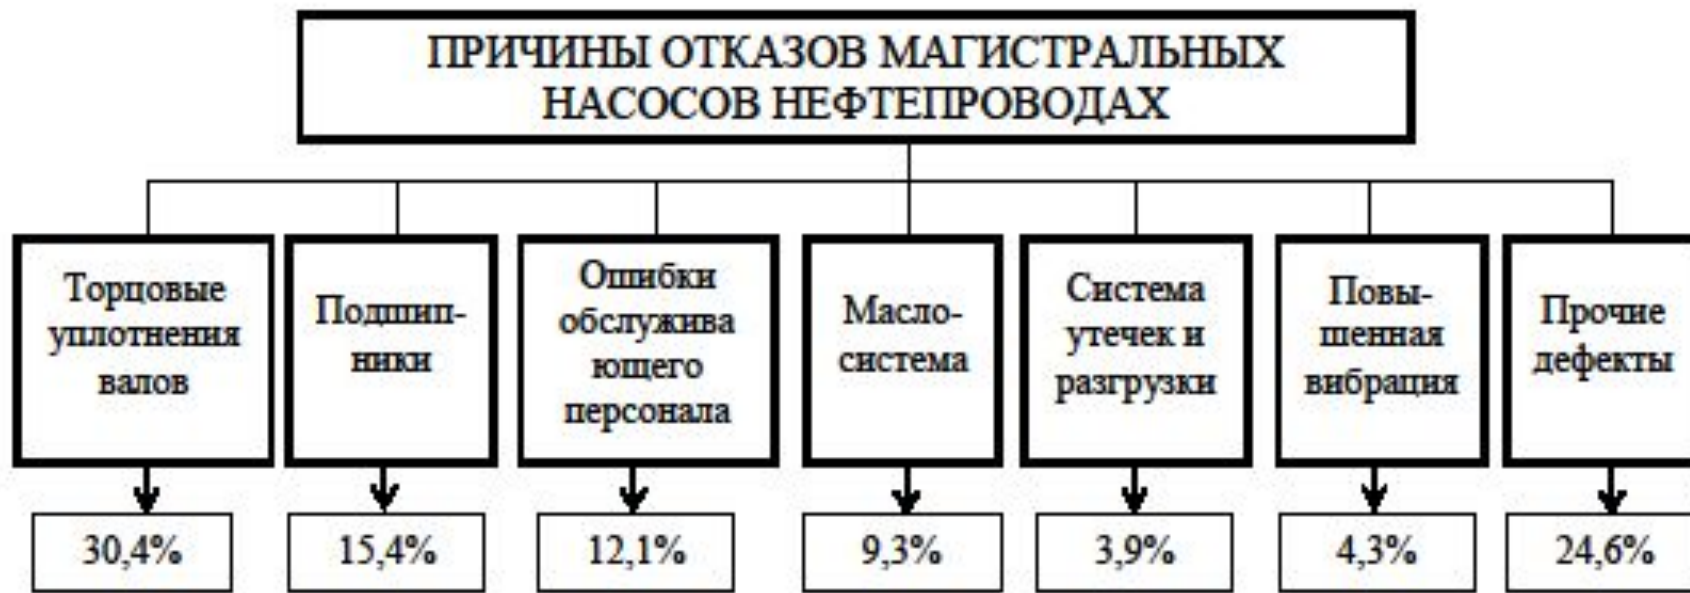 ПРИЧИНЫ ОТКАЗОВ МАГИСТРАЛЬНЫХ
НАСОСОВ НЕФТЕПРОВОДАХ
Торцовые
уплотнения
валов
Подшип-
ники
Ошибки
обслужива
ющего
персонала
Масло-
система
Система
утечек и
разгрузки
Повы-
шенная
вибрация
Прочие
дефекты
30,4%
15,4%
12,1%
9,3%
3,9%
4,3%
24,6%